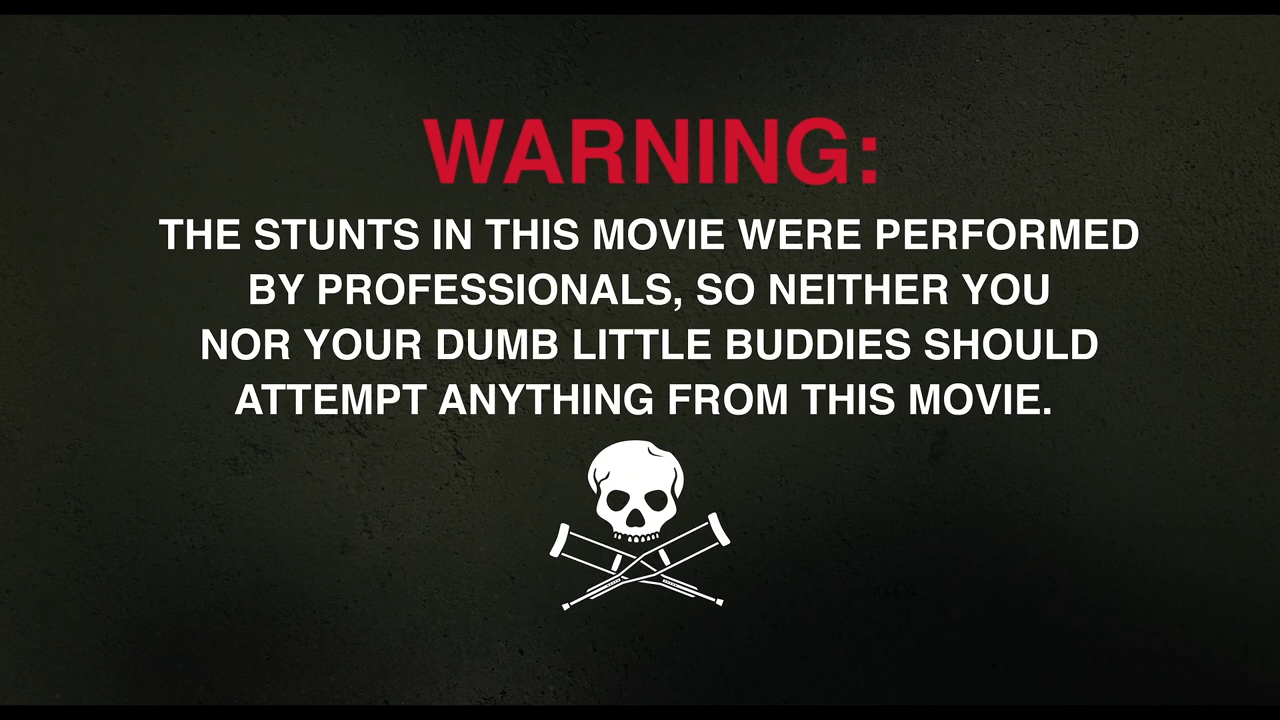 WARNING:
THE STUNTS IN THIS MOVIE WERE PERFORMED
BY PROFESSIONALS, SO NEITHER YOU
NOR YOUR DUMB LITTLE BUDDIES SHOULD
ATTEMPT ANYTHING FROM THIS MOVIE.